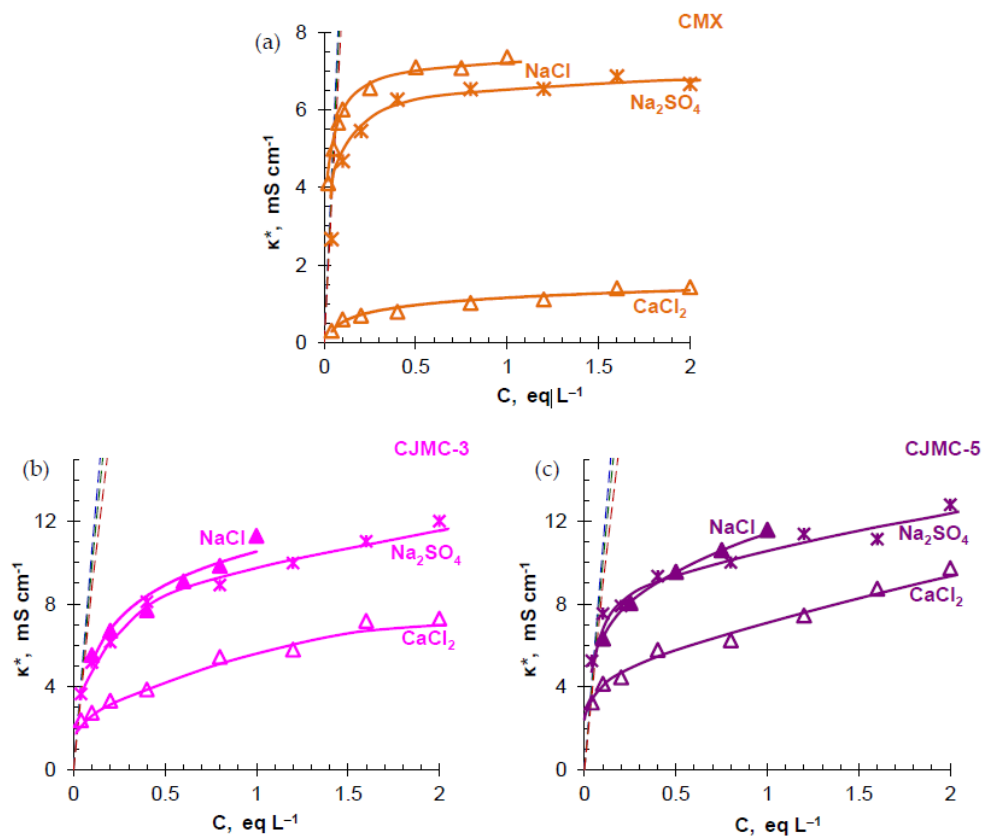 (a)
CMX
8
6
4
2
0
κ*, mS cm⁻¹
NaCl
Na₂SO₄
CaCl₂
0 0.5 1 1.5 2
C, eq L⁻¹
(b)
CJMC-3
12
8
4
0
κ*, mS cm⁻¹
NaCl
Na₂SO₄
CaCl₂
0 0.5 1 1.5 2
C, eq L⁻¹
(c)
CJMC-5
12
8
4
0
κ*, mS cm⁻¹
NaCl
Na₂SO₄
CaCl₂
0 0.5 1 1.5 2
C, eq L⁻¹